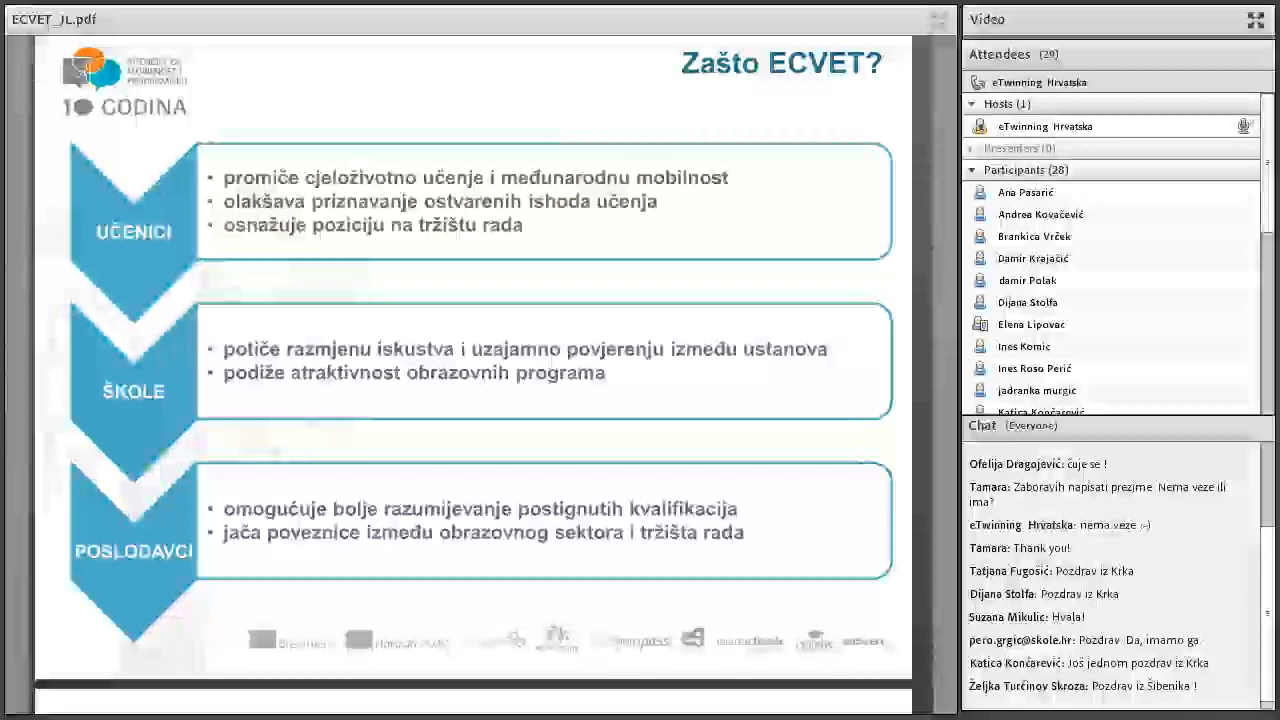 ECVET_JL.pdf
Zašto ECVET?
10 GODINA
UČENICI
• promiče cjeloživotno učenje i međunarodnu mobilnost
• olakšava priznavanje ostvarenih ishoda učenja
• osnažuje poziciju na tržištu rada
ŠKOLE
• potiče razmjenu iskustva i uzajamno povjerenju između ustanova
• podiže atraktivnost obrazovnih programa
POSLODAVCI
• omogućuje bolje razumijevanje postignutih kvalifikacija
• jača poveznice između obrazovnog sektora i tržišta rada
Video
Attendees (29)
eTwinning Hrvatska
Hosts (1)
eTwinning Hrvatska
Presenters (0)
Participants (28)
Ana Pasarić
Andrea Kovačević
Brankica Vrček
Damir Krajačić
damir Polak
Dijana Stolfa
Elena Lipovac
Ines Komic
Ines Roso Perić
jadranka murgic
Katica Končarević
Chat (Everyone)
Ofelija Dragojević: čuje se !
Tamara: Zaboravih napisati prezime. Nema veze ili
ima?
eTwinning Hrvatska: nema veze :-)
Tamara: Thank you!
Tatjana Fugošić: Pozdrav iz Krka
Dijana Stolfa: Pozdrav iz Krka
Suzana Mikulic: Hvala!
pero.grgic@skole.hr: Pozdrav. Da, imamo ga.
Katica Končarević: Još jednom pozdrav iz Krka
Željka Turčinov Skroza: Pozdrav iz Šibenika !